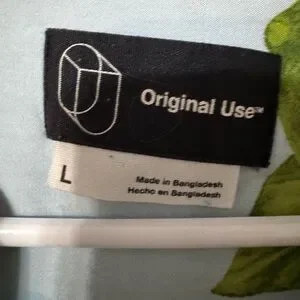 Original Use™
L
Made in Bangladesh
Hecho en Bangladesh